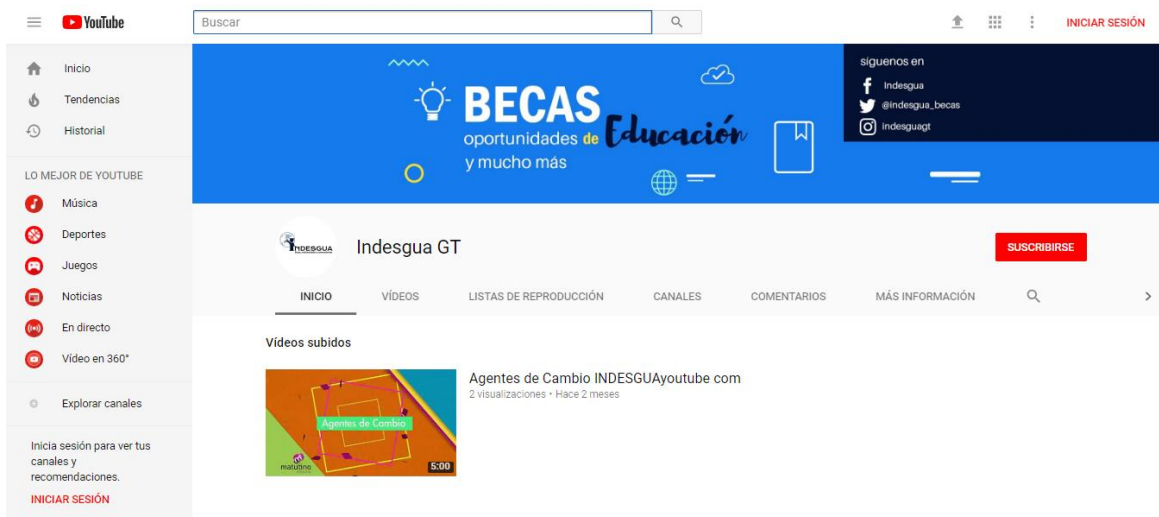 YouTube
Buscar
INICIAR SESIÓN
Inicio
Tendencias
Historial
LO MEJOR DE YOUTUBE
Música
Deportes
Juegos
Noticias
En directo
Vídeo en 360°
Explorar canales
Inicia sesión para ver tus
canales y
recomendaciones.
INICIAR SESIÓN
BECAS
oportunidades de Educación
y mucho más
síguenos en
Indesgua
@indesgua_becas
Indesguagt
INDESGUA
Indesgua GT
SUSCRIBIRSE
INICIO VÍDEOS LISTAS DE REPRODUCCIÓN CANALES COMENTARIOS MÁS INFORMACIÓN
Vídeos subidos
Agentes de Cambio
matutino
5:00
Agentes de Cambio INDESGUAyoutube com
2 visualizaciones • Hace 2 meses